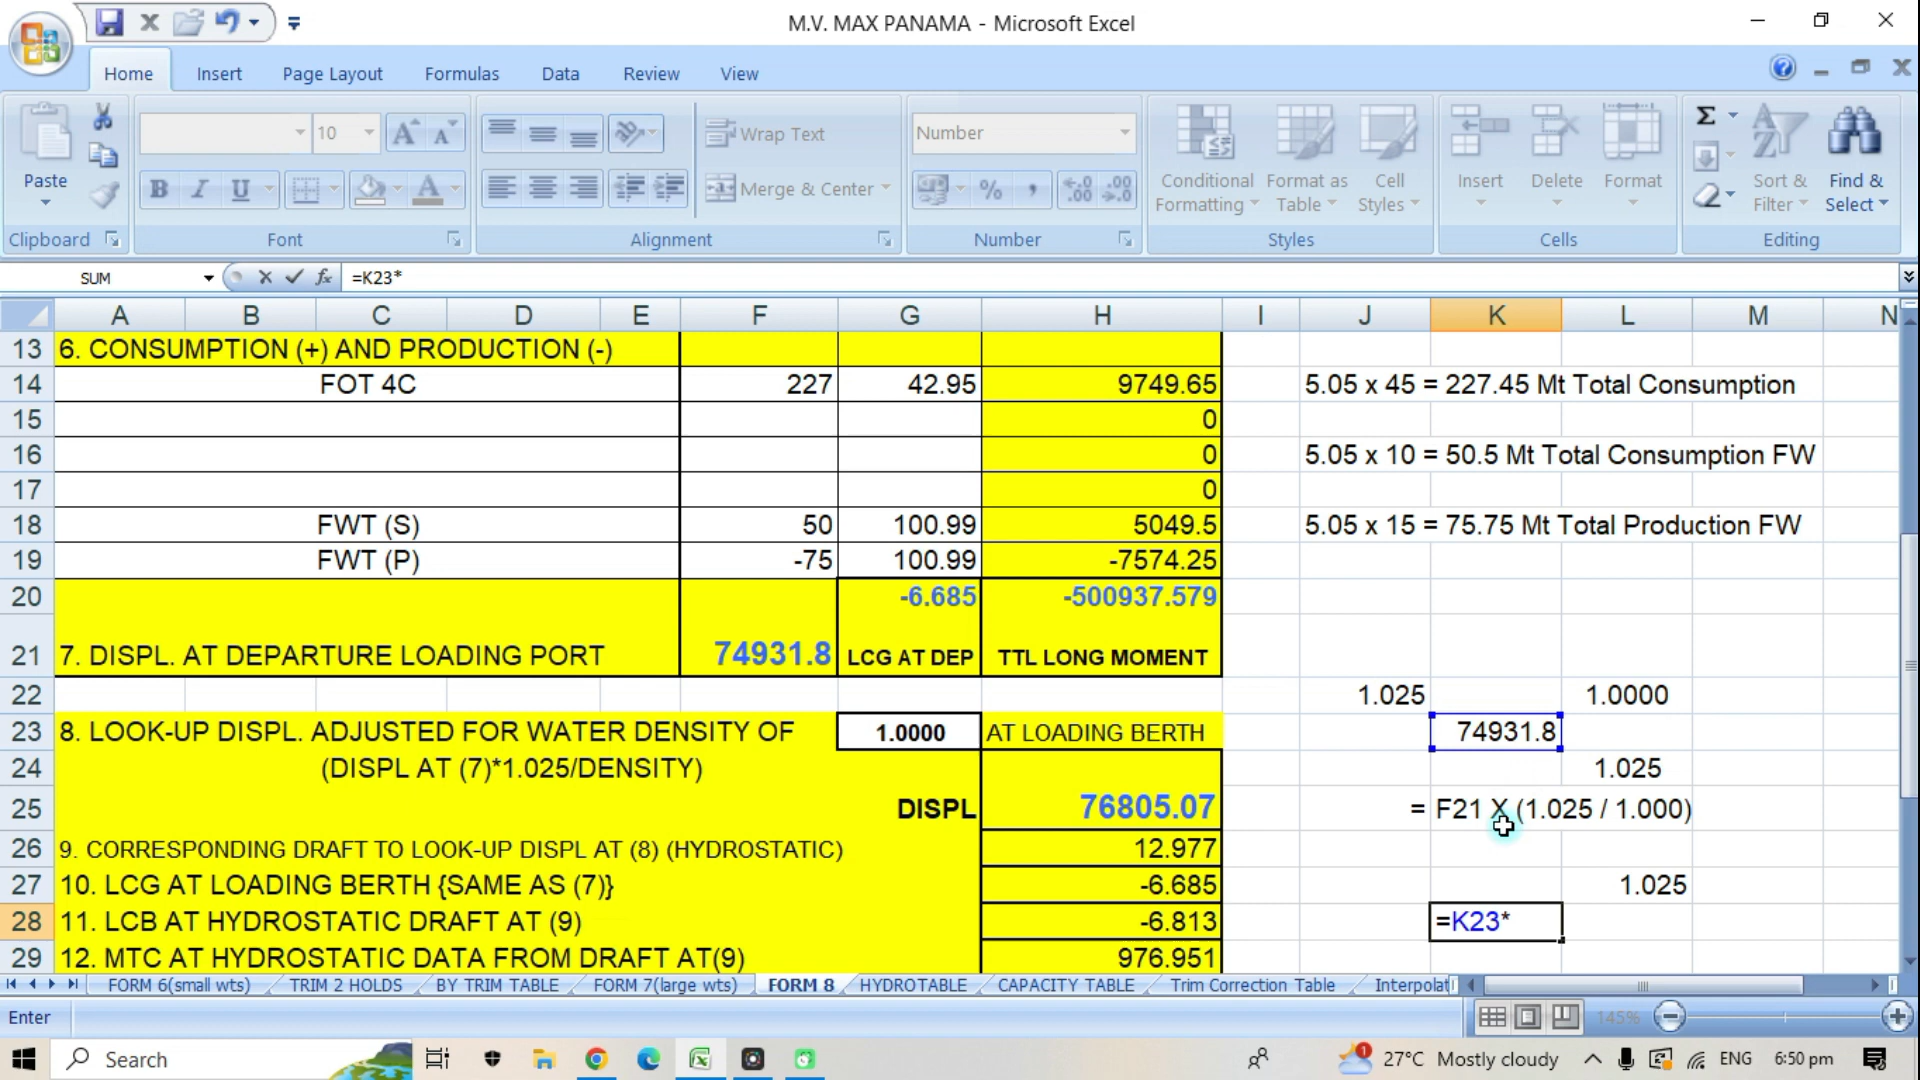 M.V. MAX PANAMA - Microsoft Excel
Home Insert Page Layout Formulas Data Review View
10
Paste
Wrap Text
Merge & Center
Number
Conditional Formatting
Format as Table
Cell Styles
Insert
Delete
Format
Sort & Filter
Find & Select
Clipboard Font Alignment Number Styles Cells Editing
SUM =K23*
A B C D E F G H I J K L M N
13 6. CONSUMPTION (+) AND PRODUCTION (-)
14 FOT 4C 227 42.95 9749.65 5.05 x 45 = 227.45 Mt Total Consumption
15 0
16 0 5.05 x 10 = 50.5 Mt Total Consumption FW
17 0
18 FWT (S) 50 100.99 5049.5 5.05 x 15 = 75.75 Mt Total Production FW
19 FWT (P) -75 100.99 -7574.25
20 -6.685 -500937.579
21 7. DISPL. AT DEPARTURE LOADING PORT 74931.8 LCG AT DEP TTL LONG MOMENT
22 1.025 1.0000
23 8. LOOK-UP DISPL. ADJUSTED FOR WATER DENSITY OF 1.0000 AT LOADING BERTH 74931.8
24 (DISPL AT (7)*1.025/DENSITY) 1.025
25 DISPL 76805.07 = F21 X (1.025 / 1.000)
26 9. CORRESPONDING DRAFT TO LOOK-UP DISPL AT (8) (HYDROSTATIC) 12.977
27 10. LCG AT LOADING BERTH {SAME AS (7)} -6.685 1.025
28 11. LCB AT HYDROSTATIC DRAFT AT (9) -6.813 =K23*
29 12. MTC AT HYDROSTATIC DATA FROM DRAFT AT(9) 976.951
FORM 6(small wts) TRIM 2 HOLDS BY TRIM TABLE FORM 7(large wts) FORM 8 HYDROTABLE CAPACITY TABLE Trim Correction Table Interpolat
Enter 145%
Search 27°C Mostly cloudy ENG 6:50 pm